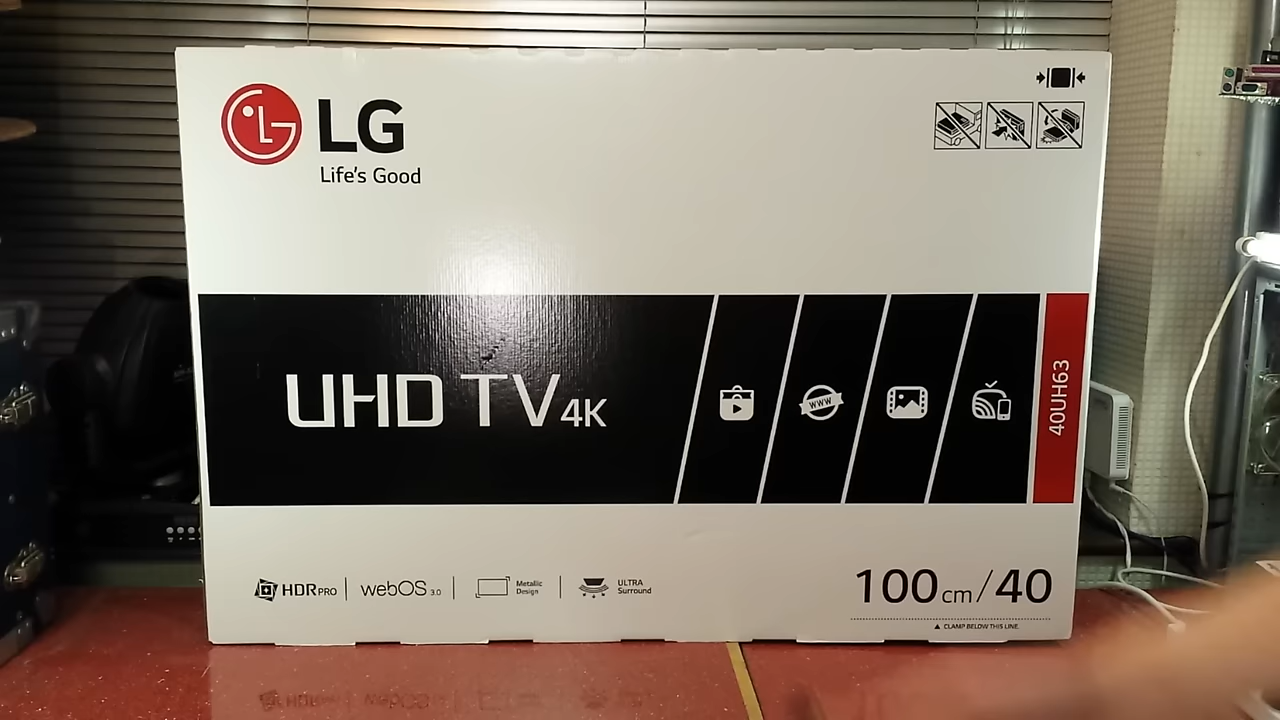 LG
Life's Good
UHD TV 4K
WWW
40UH63
HDR PRO
webOS 3.0
Metallic
Design
ULTRA
Surround
100cm/40
▲ CLAMP BELOW THIS LINE.